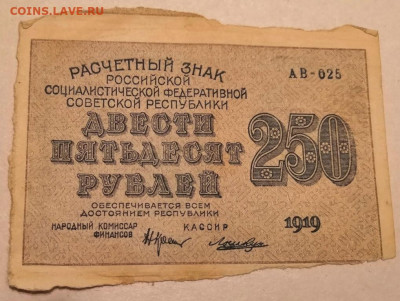 COINS.LAVE.RU
РАСЧЕТНЫЙ ЗНАК
РОССИЙСКОЙ
СОЦИАЛИСТИЧЕСКОЙ ФЕДЕРАТИВНОЙ
СОВЕТСКОЙ РЕСПУБЛИКИ
АВ-025
ДВЕСТИ
ПЯТЬДЕСЯТ
РУБЛЕЙ
250
ОБЕСПЕЧИВАЕТСЯ ВСЕМ
ДОСТОЯНИЕМ РЕСПУБЛИКИ
НАРОДНЫЙ КОМИССАР
ФИНАНСОВ
КАССИР
1919